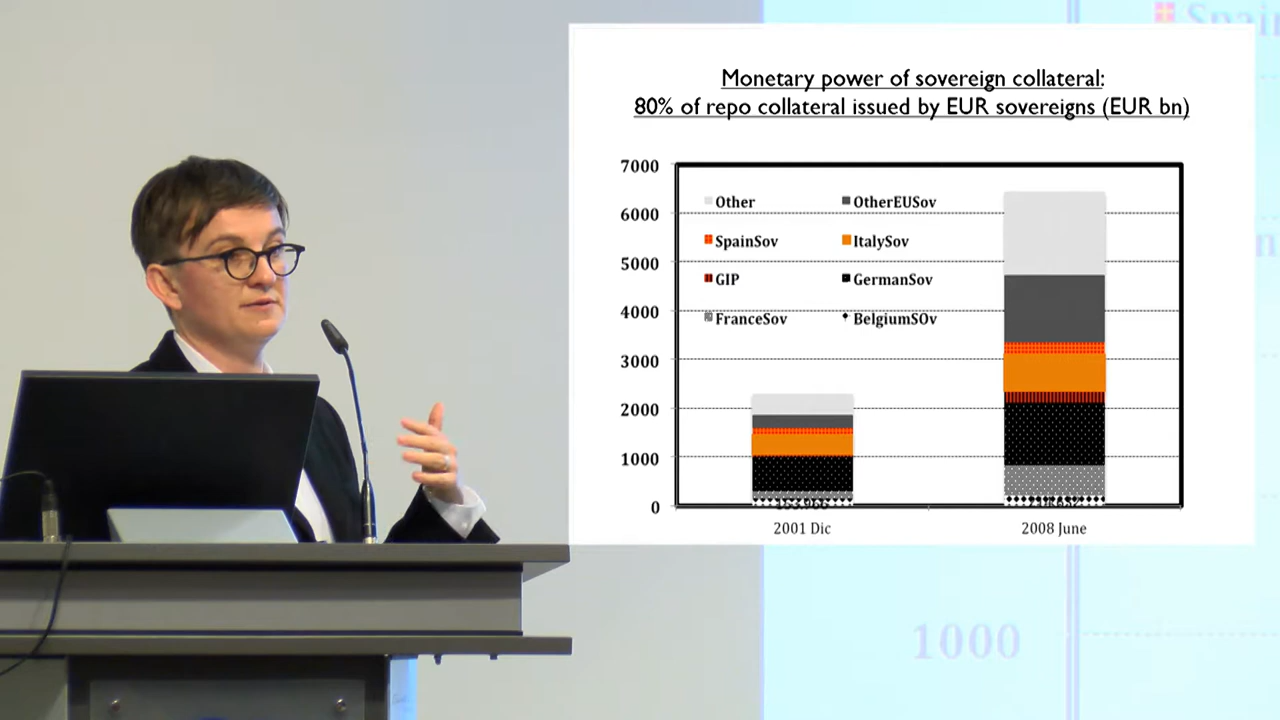 Spain
Monetary power of sovereign collateral:
80% of repo collateral issued by EUR sovereigns (EUR bn)
7000
6000
5000
4000
3000
2000
1000
0
Other
OtherEUSov
SpainSov
ItalySov
GIP
GermanSov
FranceSov
BelgiumSOv
2001 Dic
2008 June
1000